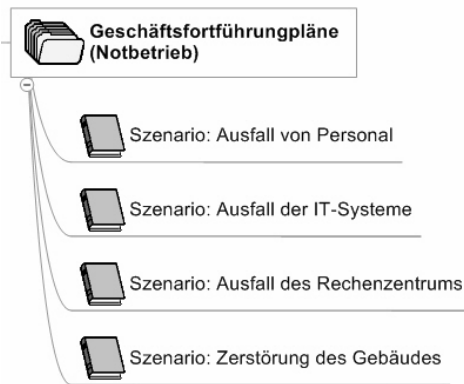 Geschäftsfortführungpläne
(Notbetrieb)
Szenario: Ausfall von Personal
Szenario: Ausfall der IT-Systeme
Szenario: Ausfall des Rechenzentrums
Szenario: Zerstörung des Gebäudes